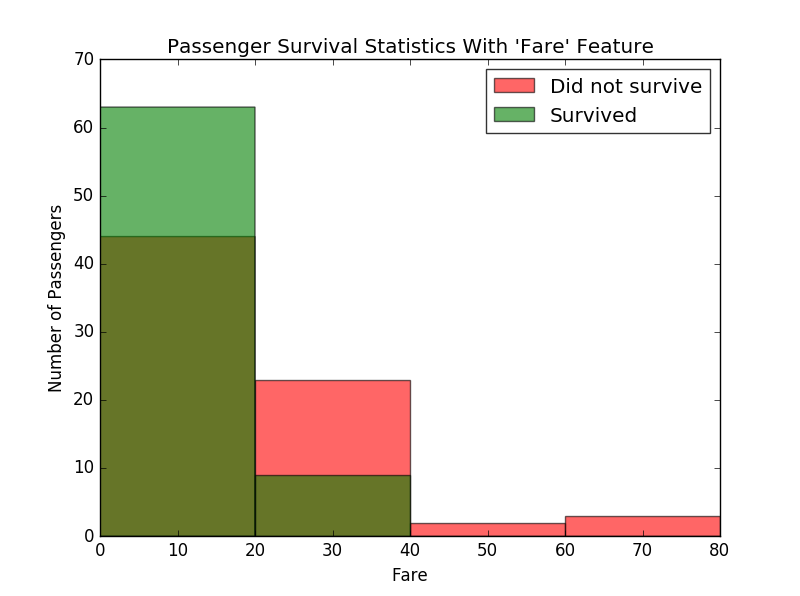 Passenger Survival Statistics With 'Fare' Feature
Did not survive
Survived
70
60
50
40
30
20
10
0
Number of Passengers
0 10 20 30 40 50 60 70 80
Fare